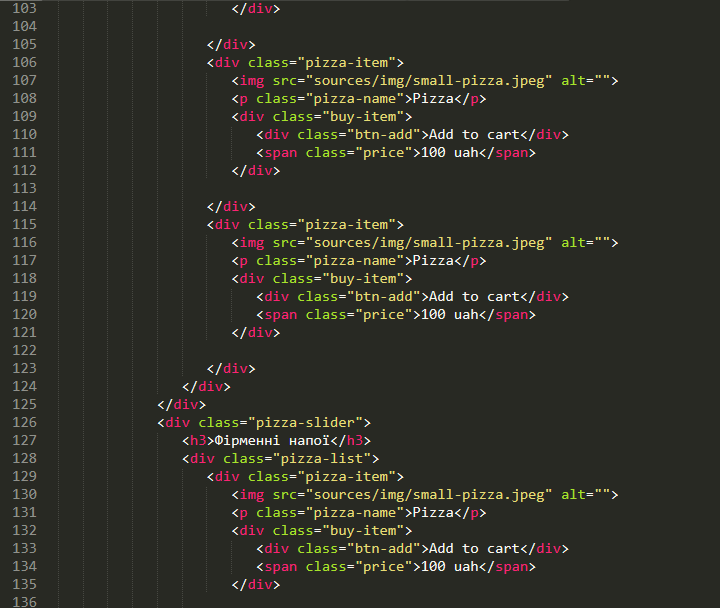 103 </div>
104
105 </div>
106 <div class="pizza-item">
107 <img src="sources/img/small-pizza.jpeg" alt="">
108 <p class="pizza-name">Pizza</p>
109 <div class="buy-item">
110 <div class="btn-add">Add to cart</div>
111 <span class="price">100 uah</span>
112 </div>
113
114 </div>
115 <div class="pizza-item">
116 <img src="sources/img/small-pizza.jpeg" alt="">
117 <p class="pizza-name">Pizza</p>
118 <div class="buy-item">
119 <div class="btn-add">Add to cart</div>
120 <span class="price">100 uah</span>
121 </div>
122
123 </div>
124 </div>
125 </div>
126 <div class="pizza-slider">
127 <h3>Фірменні напої</h3>
128 <div class="pizza-list">
129 <div class="pizza-item">
130 <img src="sources/img/small-pizza.jpeg" alt="">
131 <p class="pizza-name">Pizza</p>
132 <div class="buy-item">
133 <div class="btn-add">Add to cart</div>
134 <span class="price">100 uah</span>
135 </div>
136